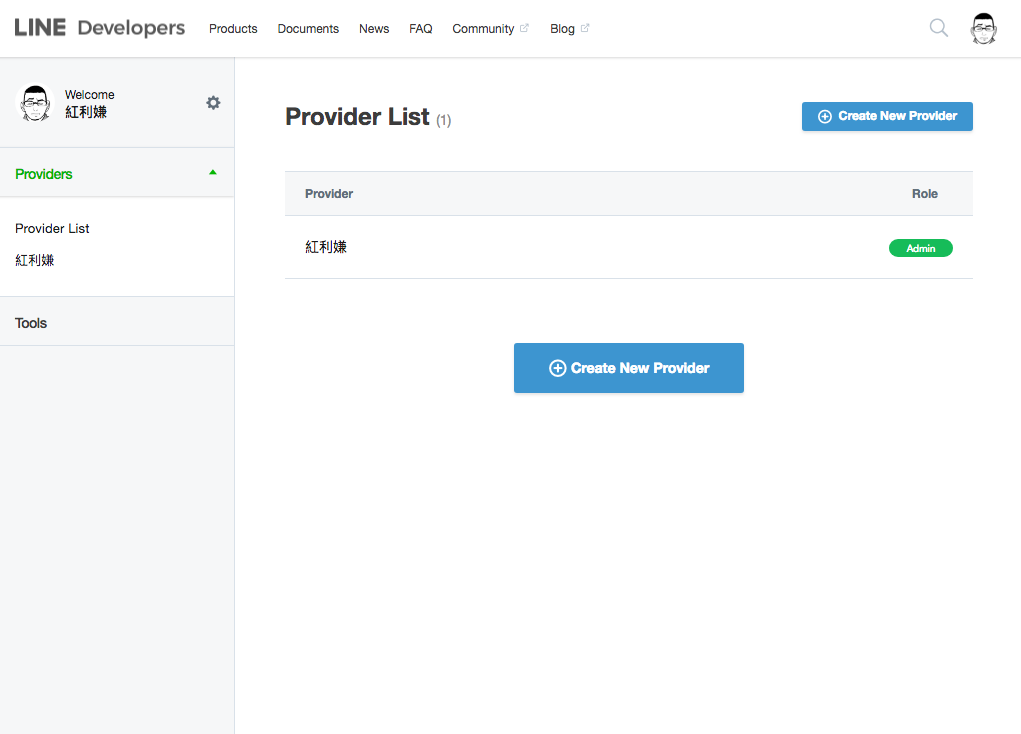 LINE Developers Products Documents News FAQ Community Blog
Welcome
紅利嫌
Providers
Provider List
紅利嫌
Tools
Provider List (1)
Create New Provider
Provider Role
紅利嫌 Admin
Create New Provider